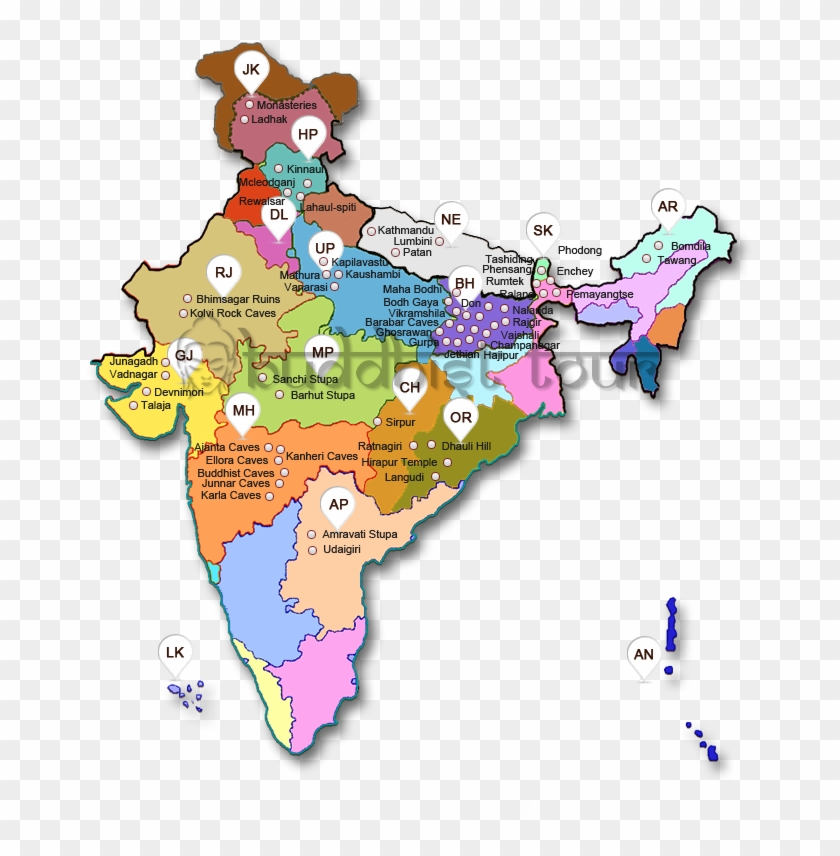 JK
Monasteries
Ladhak
HP
Kinnaur
Mcleodganj
Rewalsar
Lahaul-spiti
DL
NE
Kathmandu
Lumbini
Patan
AR
Bomdila
Tawang
SK
Phodong
Tashiding
Phensang
Enchey
Rumtek
Ralang
Pemayangtse
UP
Kapilavastu
Mathura
Kaushambi
Varanasi
RJ
Bhimsagar Ruins
Kolvi Rock Caves
BH
Maha Bodhi
Bodh Gaya
Don
Vikramshila
Nalanda
Barabar Caves
Rajgir
Ghosrawan
Vaishali
Gurpa
Champanagar
Jethian
Hajipur
buddhist tour
GJ
Junagadh
Vadnagar
Devnimori
Talaja
MP
Sanchi Stupa
Barhut Stupa
CH
Sirpur
OR
Ratnagiri
Dhauli Hill
Hirapur Temple
Langudi
MH
Ajanta Caves
Kanheri Caves
Ellora Caves
Buddhist Caves
Junnar Caves
Karla Caves
AP
Amravati Stupa
Udaigiri
LK
AN